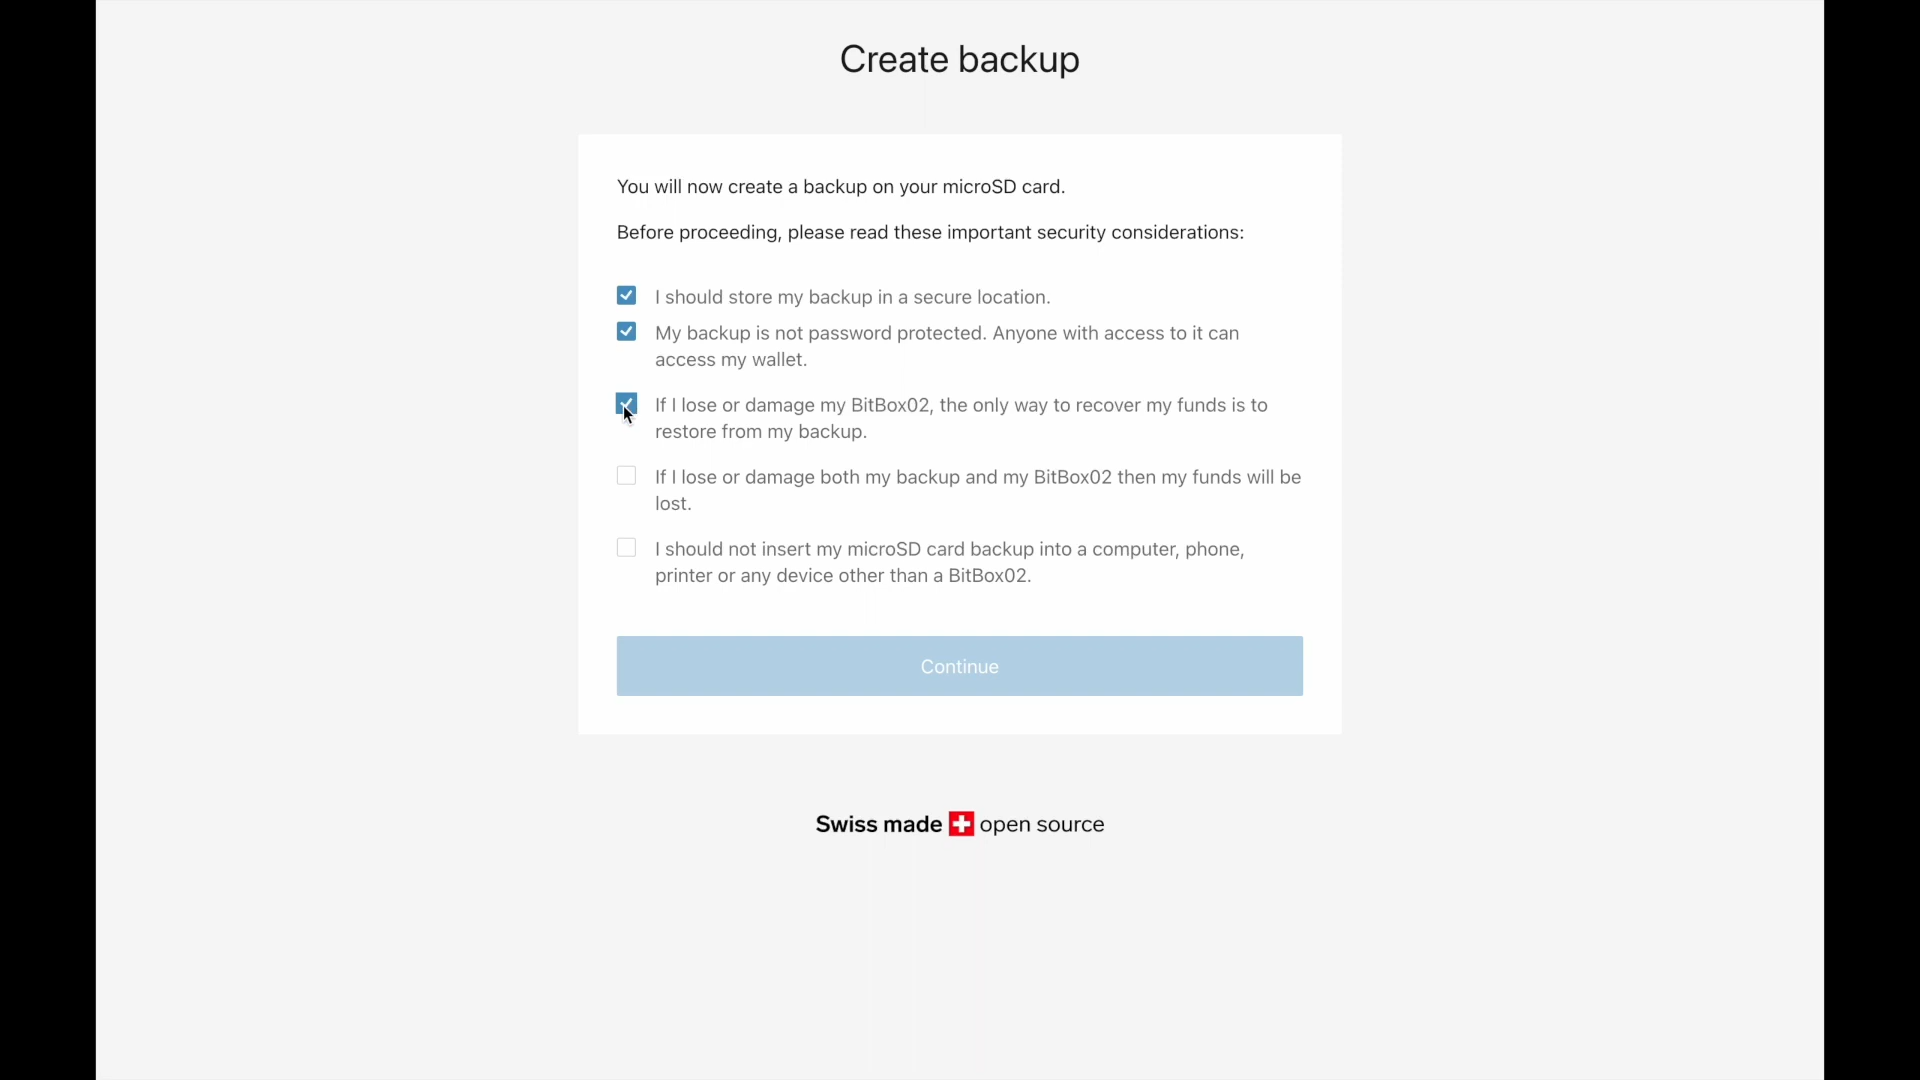 Create backup
You will now create a backup on your microSD card.
Before proceeding, please read these important security considerations:
I should store my backup in a secure location.
My backup is not password protected. Anyone with access to it can
access my wallet.
If I lose or damage my BitBox02, the only way to recover my funds is to
restore from my backup.
If I lose or damage both my backup and my BitBox02 then my funds will be
lost.
I should not insert my microSD card backup into a computer, phone,
printer or any device other than a BitBox02.
Continue
Swiss made open source